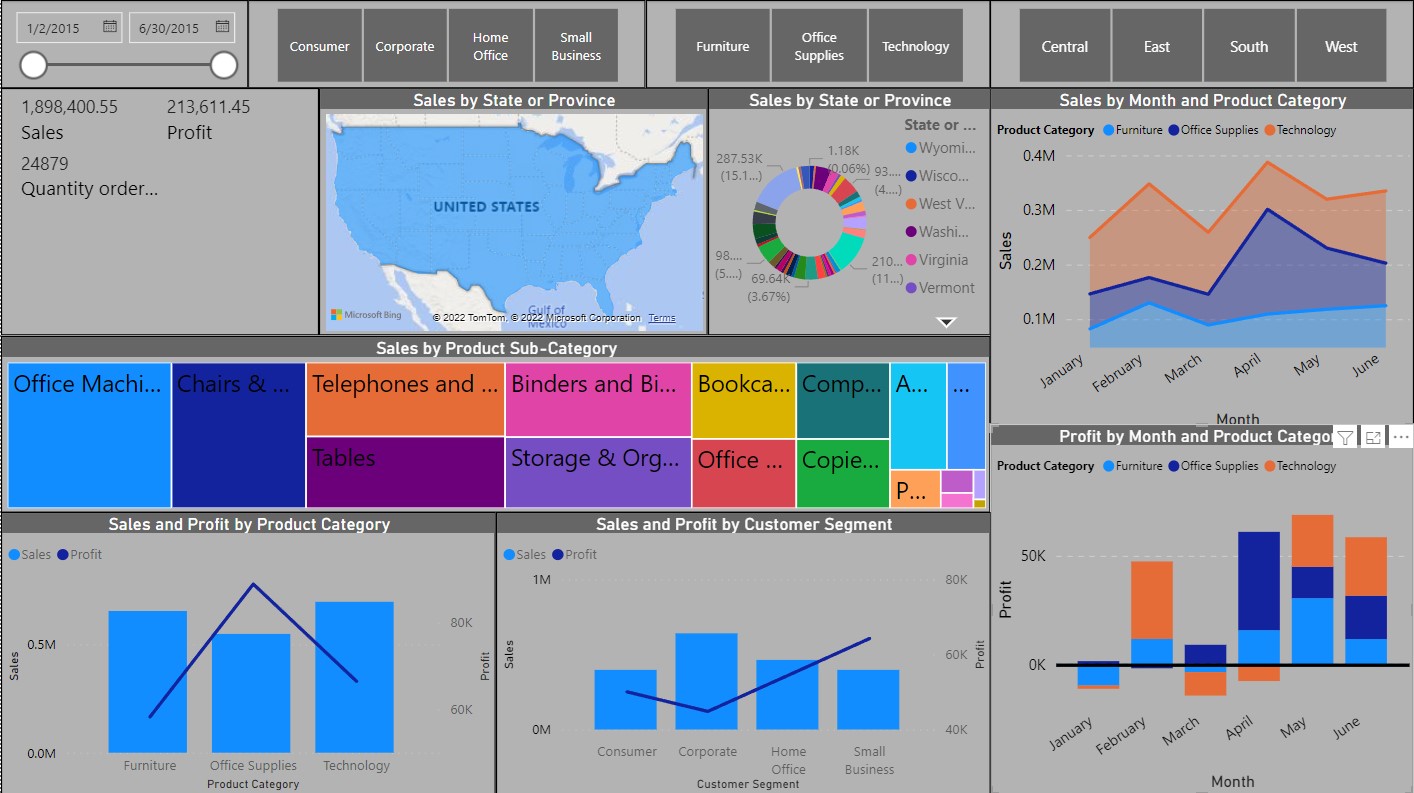 1/2/2015
6/30/2015
Consumer
Corporate
Home
Office
Small
Business
Furniture
Office
Supplies
Technology
Central
East
South
West
1,898,400.55
Sales
213,611.45
Profit
24879
Quantity order...
Sales by State or Province
UNITED STATES
Gulf of
Mexico
Microsoft Bing
© 2022 TomTom, © 2022 Microsoft Corporation Terms
Sales by State or Province
287.53K
(15.1...)
1.18K
(0.06%)
93....
(4....)
210...
(11...)
69.64K
(3.67%)
98....
(5....)
State or ...
Wyomi...
Wisco...
West V...
Washi...
Virginia
Vermont
Sales by Month and Product Category
Product Category Furniture Office Supplies Technology
0.4M
0.3M
0.2M
0.1M
Sales
January
February
March
April
May
June
Month
Sales by Product Sub-Category
Office Machi...
Chairs & ...
Telephones and ...
Tables
Binders and Bi...
Storage & Org...
Bookca...
Office ...
Comp...
Copie...
A...
...
P...
Sales and Profit by Product Category
Sales Profit
0.5M
0.0M
Sales
80K
60K
Profit
Furniture
Office Supplies
Technology
Product Category
Sales and Profit by Customer Segment
Sales Profit
1M
0M
Sales
80K
60K
40K
Profit
Consumer
Corporate
Home
Office
Small
Business
Customer Segment
Profit by Month and Product Categor
Product Category Furniture Office Supplies Technology
50K
0K
Profit
January
February
March
April
May
June
Month